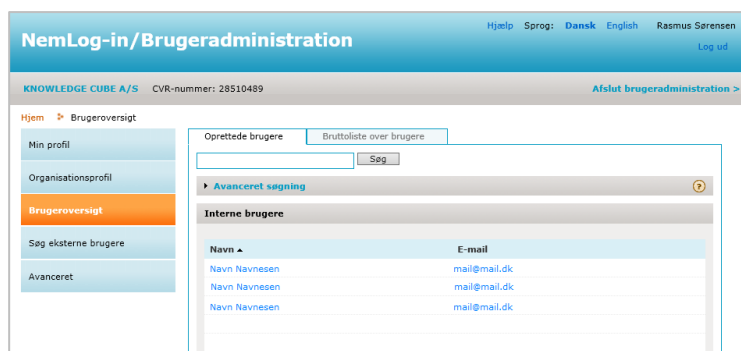 Hjælp Sprog: Dansk English Rasmus Sørensen
NemLog-in/Brugeradministration
Log ud
KNOWLEDGE CUBE A/S CVR-nummer: 28510489 Afslut brugeradministration >
Hjem Brugeroversigt
Min profil
Organisationsprofil
Brugeroversigt
Søg eksterne brugere
Avanceret
Oprettede brugere Bruttoliste over brugere
Søg
Avanceret søgning ?
Interne brugere
Navn E-mail
Navn Navnesen mail@mail.dk
Navn Navnesen mail@mail.dk
Navn Navnesen mail@mail.dk